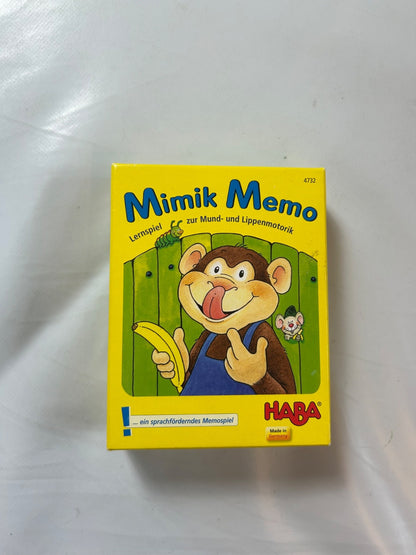 4732
Mimik Memo
Lernspiel zur Mund- und Lippenmotorik
! ... ein sprachförderndes Memospiel
HABA
Made in
Germany